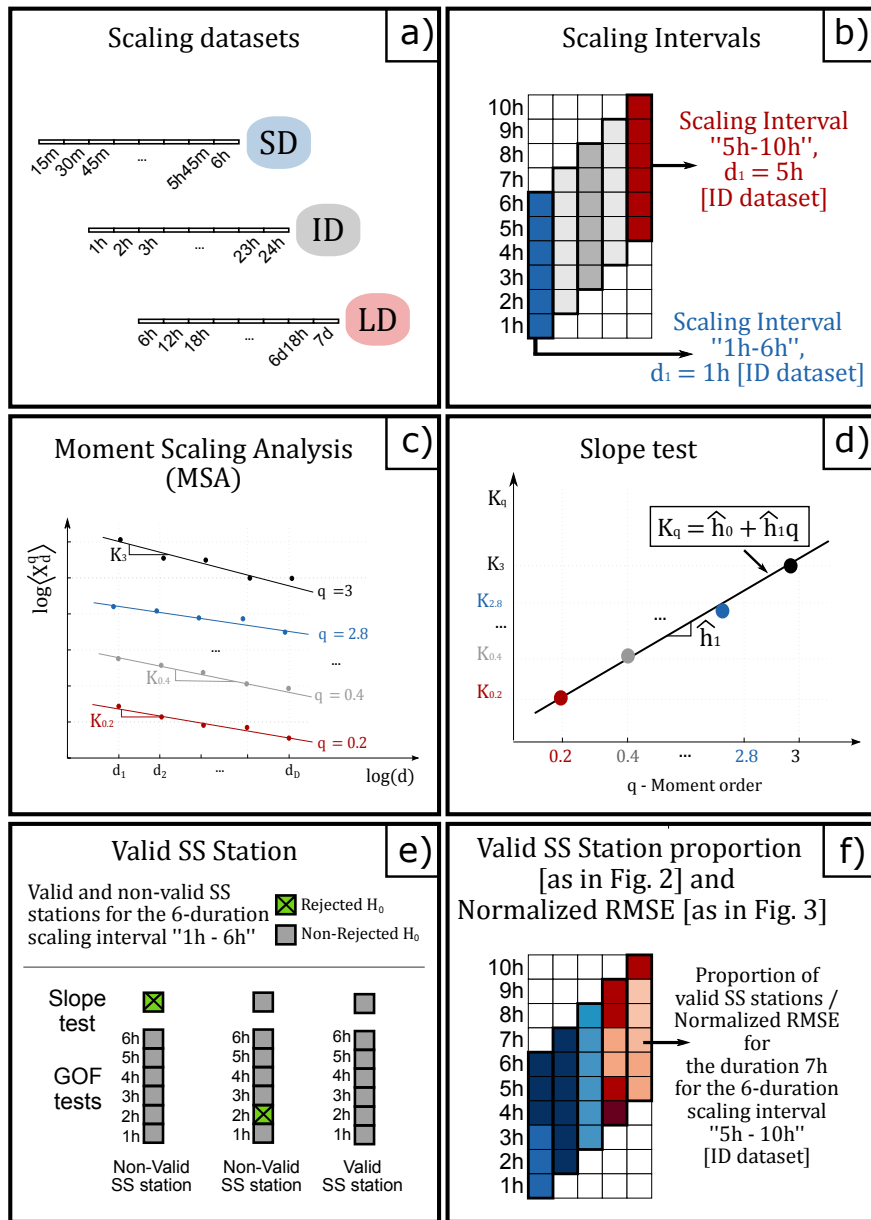 a)
Scaling datasets
15m
30m
45m
...
5h45m
6h
SD
1h
2h
3h
...
23h
24h
ID
6h
12h
18h
...
6d18h
7d
LD
b)
Scaling Intervals
10h
9h
8h
7h
6h
5h
4h
3h
2h
1h
Scaling Interval
"5h-10h",
d₁ = 5h
[ID dataset]
Scaling Interval
"1h-6h",
d₁ = 1h [ID dataset]
c)
Moment Scaling Analysis
(MSA)
log⟨X_d^q⟩
K₃
q = 3
q = 2.8
...
...
K₀.₄
q = 0.4
K₀.₂
q = 0.2
d₁
d₂
...
d_D
log(d)
d)
Slope test
K_q
K_q = ĥ₀ + ĥ₁q
K₃
K₂.₈
...
...
ĥ₁
K₀.₄
K₀.₂
0.2
0.4
...
2.8
3
q - Moment order
e)
Valid SS Station
Valid and non-valid SS
stations for the 6-duration
scaling interval "1h - 6h"
Rejected H₀
Non-Rejected H₀
Slope
test
GOF
tests
6h
5h
4h
3h
2h
1h
Non-Valid
SS station
6h
5h
4h
3h
2h
1h
Non-Valid
SS station
6h
5h
4h
3h
2h
1h
Valid
SS station
f)
Valid SS Station proportion
[as in Fig. 2] and
Normalized RMSE [as in Fig. 3]
10h
9h
8h
7h
6h
5h
4h
3h
2h
1h
Proportion of
valid SS stations /
Normalized RMSE
for
the duration 7h
for the 6-duration
scaling interval
"5h - 10h"
[ID dataset]